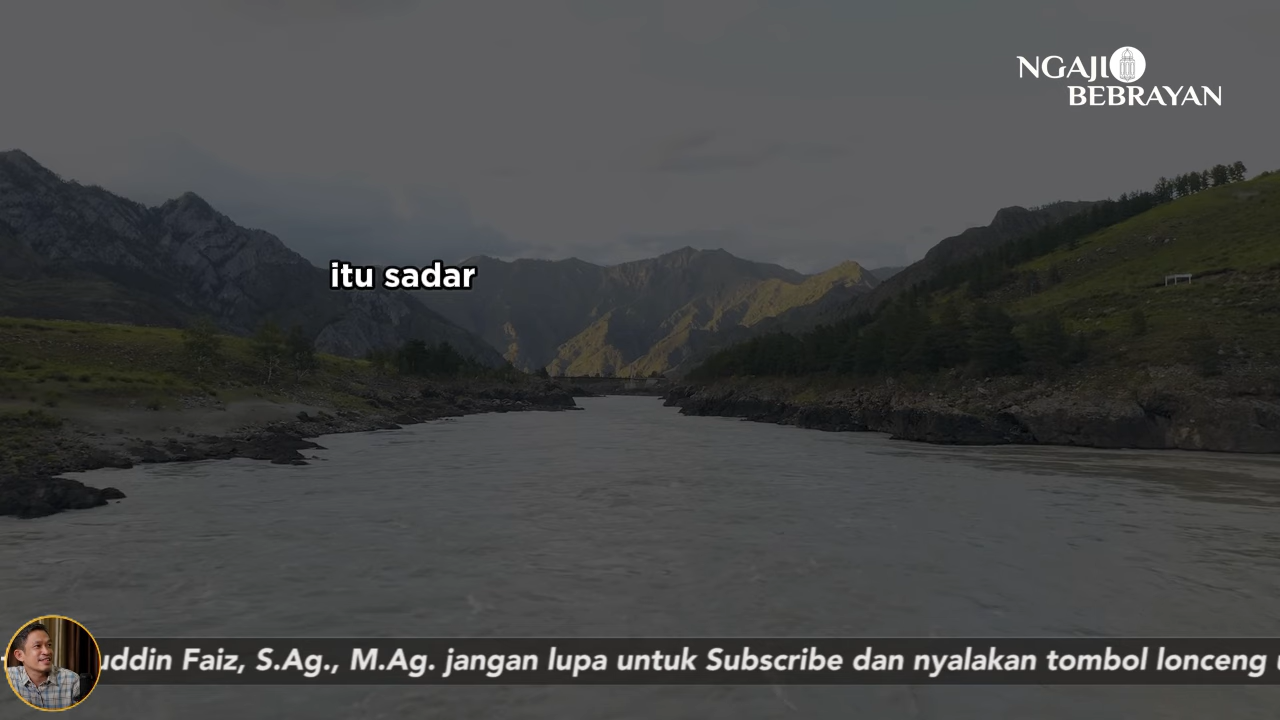 NGAJI
BEBRAYAN
itu sadar
uddin Faiz, S.Ag., M.Ag. jangan lupa untuk Subscribe dan nyalakan tombol lonceng